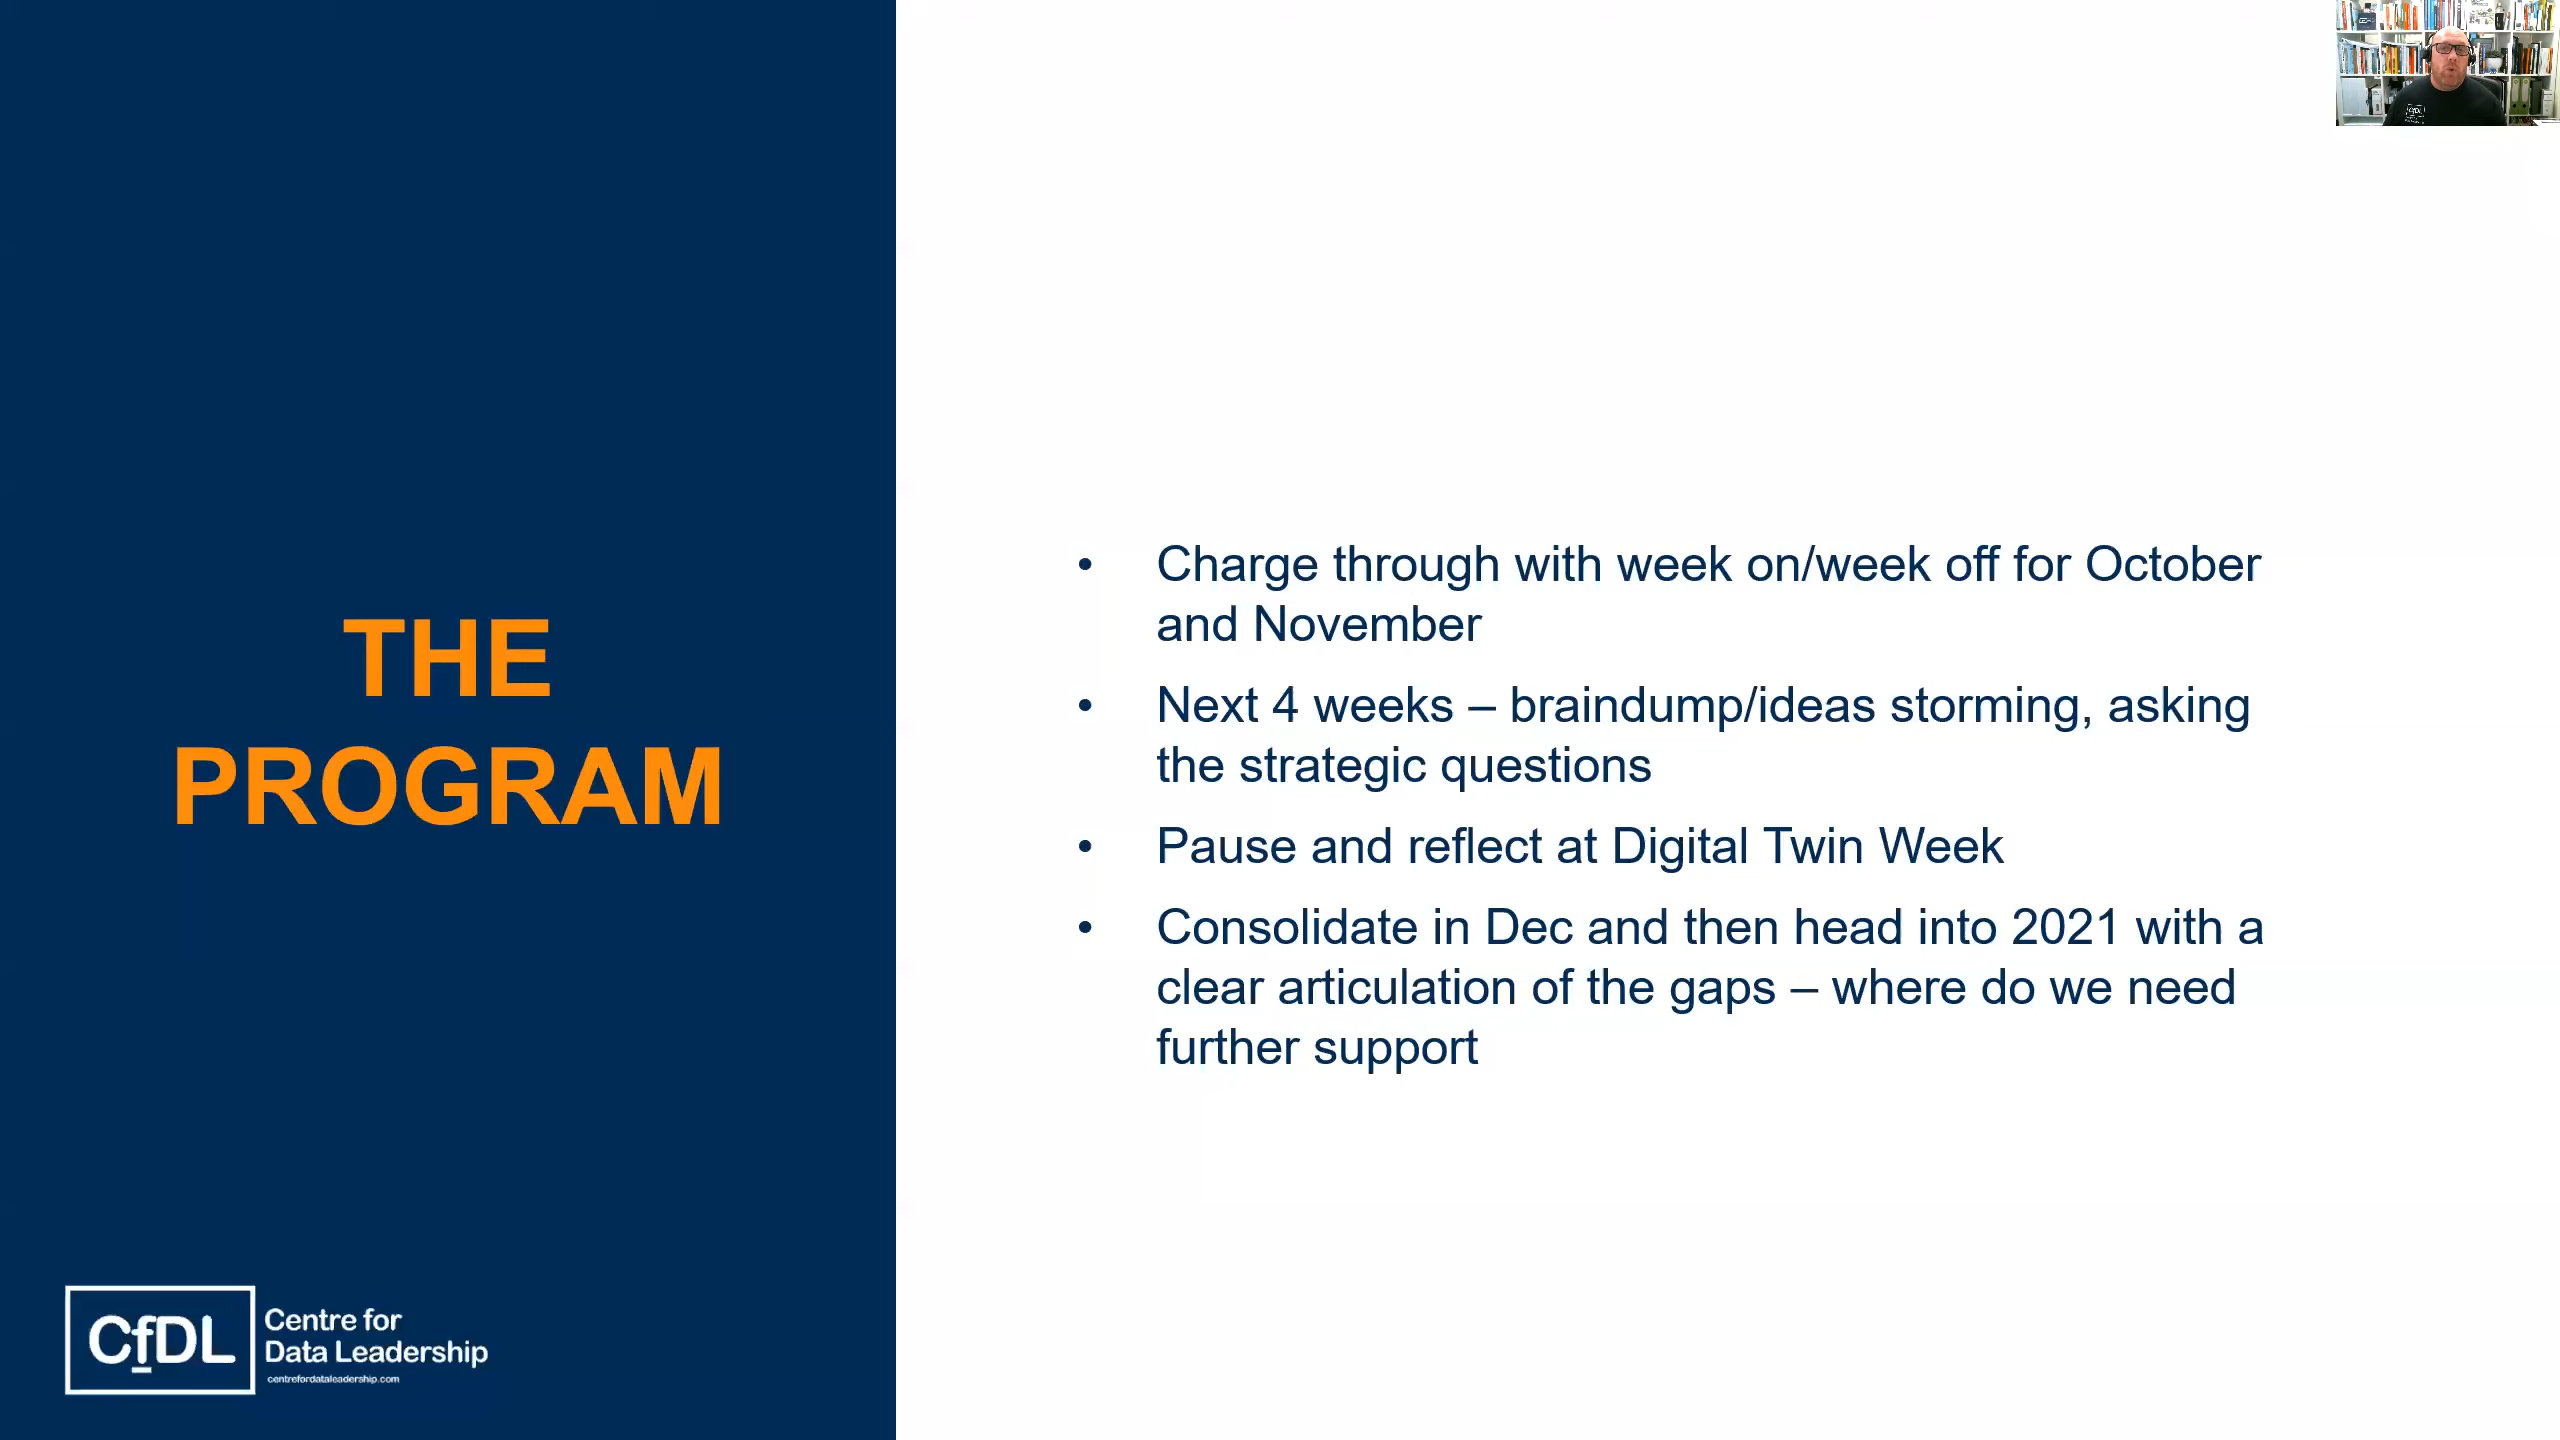 THE
PROGRAM
• Charge through with week on/week off for October
and November
• Next 4 weeks – braindump/ideas storming, asking
the strategic questions
• Pause and reflect at Digital Twin Week
• Consolidate in Dec and then head into 2021 with a
clear articulation of the gaps – where do we need
further support
CfDL
Centre for
Data Leadership
centrefordataleadership.com
CfDL